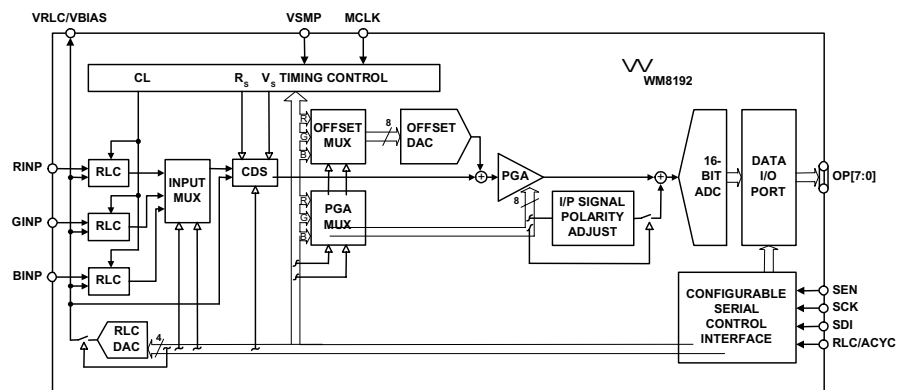 VRLC/VBIAS
VSMP
MCLK
WM8192
CL
RS
VS
TIMING CONTROL
R
G
B
OFFSET
MUX
8
OFFSET
DAC
RINP
RLC
INPUT
MUX
CDS
PGA
16-
BIT
ADC
DATA
I/O
PORT
OP[7:0]
GINP
RLC
R
G
B
PGA
MUX
8
I/P SIGNAL
POLARITY
ADJUST
BINP
RLC
CONFIGURABLE
SERIAL
CONTROL
INTERFACE
SEN
SCK
SDI
RLC/ACYC
RLC
DAC
4